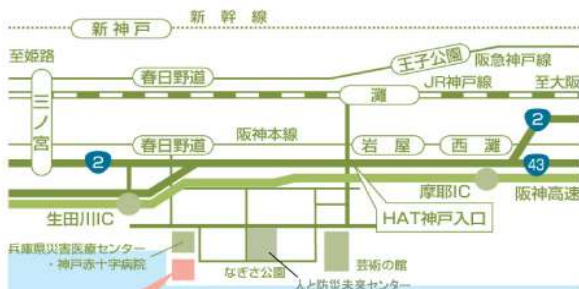 新幹線
新神戸
至姫路
王子公園
阪急神戸線
春日野道
JR神戸線
至大阪
三ノ宮
灘
2
阪神本線
春日野道
岩屋
西灘
2
43
摩耶IC
阪神高速
生田川IC
HAT神戸入口
兵庫県災害医療センター
・神戸赤十字病院
なぎさ公園
芸術の館
人と防災未来センター